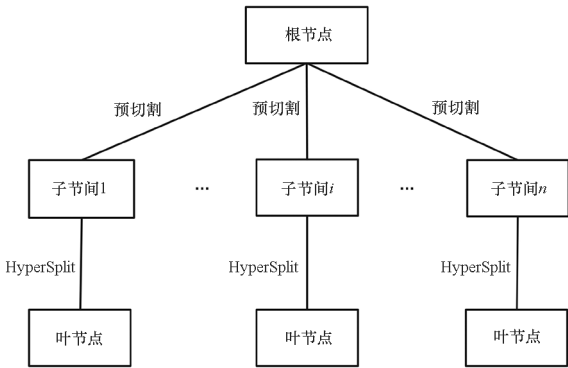 根节点
预切割 预切割 预切割
子节间1 ... 子节间i ... 子节间n
HyperSplit HyperSplit HyperSplit
叶节点 叶节点 叶节点